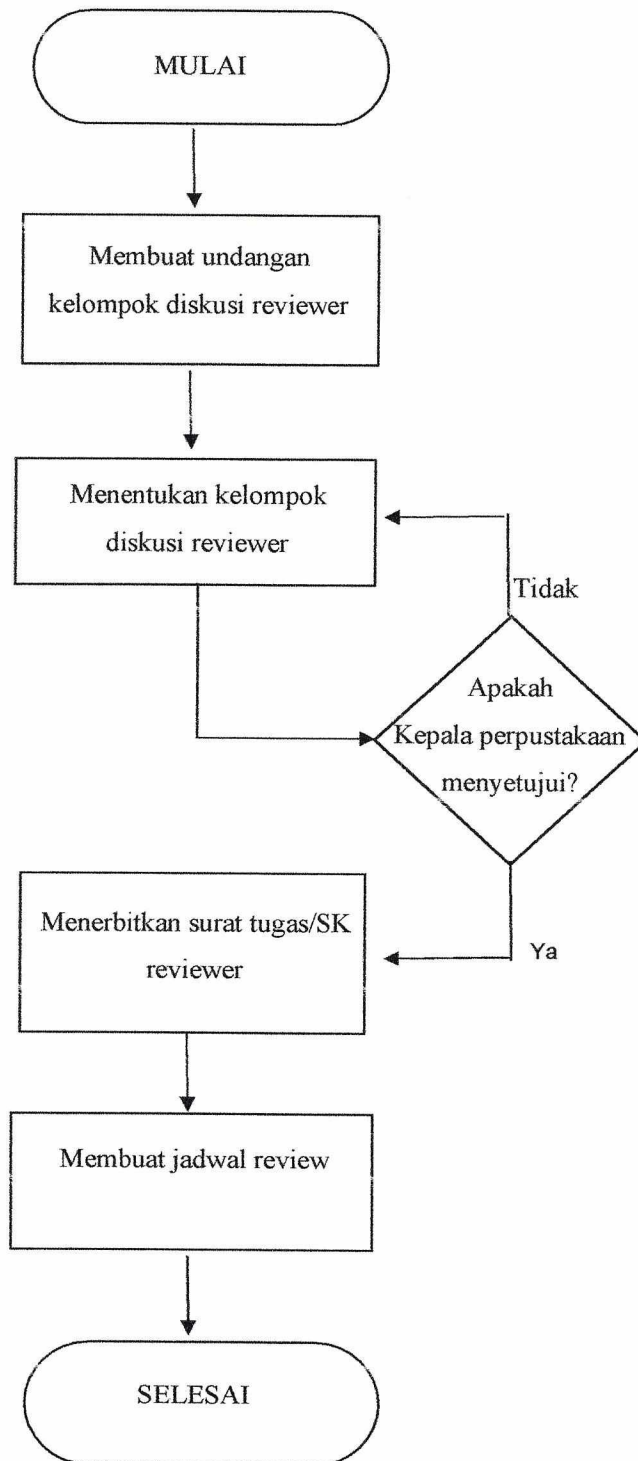 MULAI
Membuat undangan
kelompok diskusi reviewer
Menentukan kelompok
diskusi reviewer
Tidak
Apakah
Kepala perpustakaan
menyetujui?
Ya
Menerbitkan surat tugas/SK
reviewer
Membuat jadwal review
SELESAI